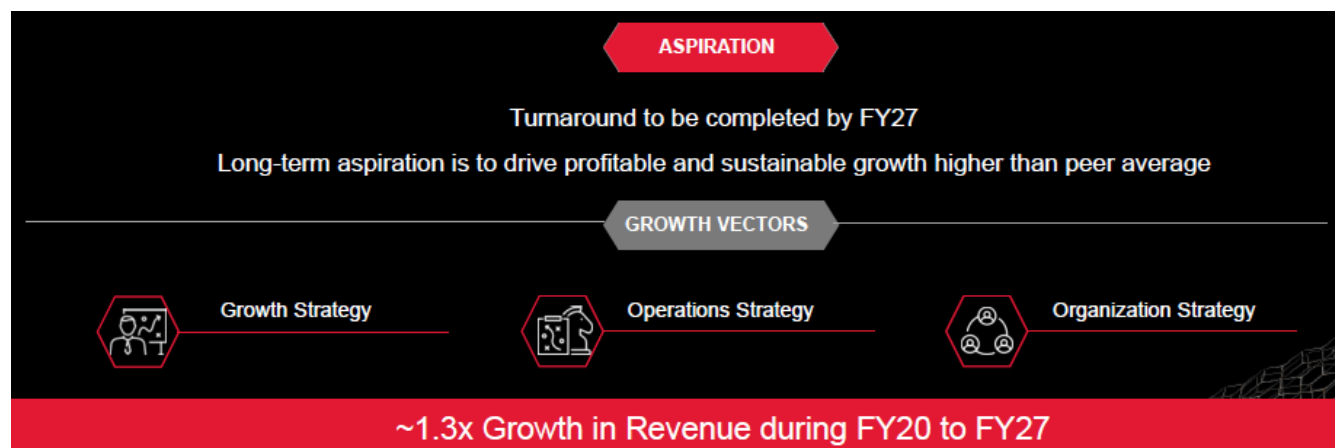 ASPIRATION
Turnaround to be completed by FY27
Long-term aspiration is to drive profitable and sustainable growth higher than peer average
GROWTH VECTORS
Growth Strategy
Operations Strategy
Organization Strategy
~1.3x Growth in Revenue during FY20 to FY27